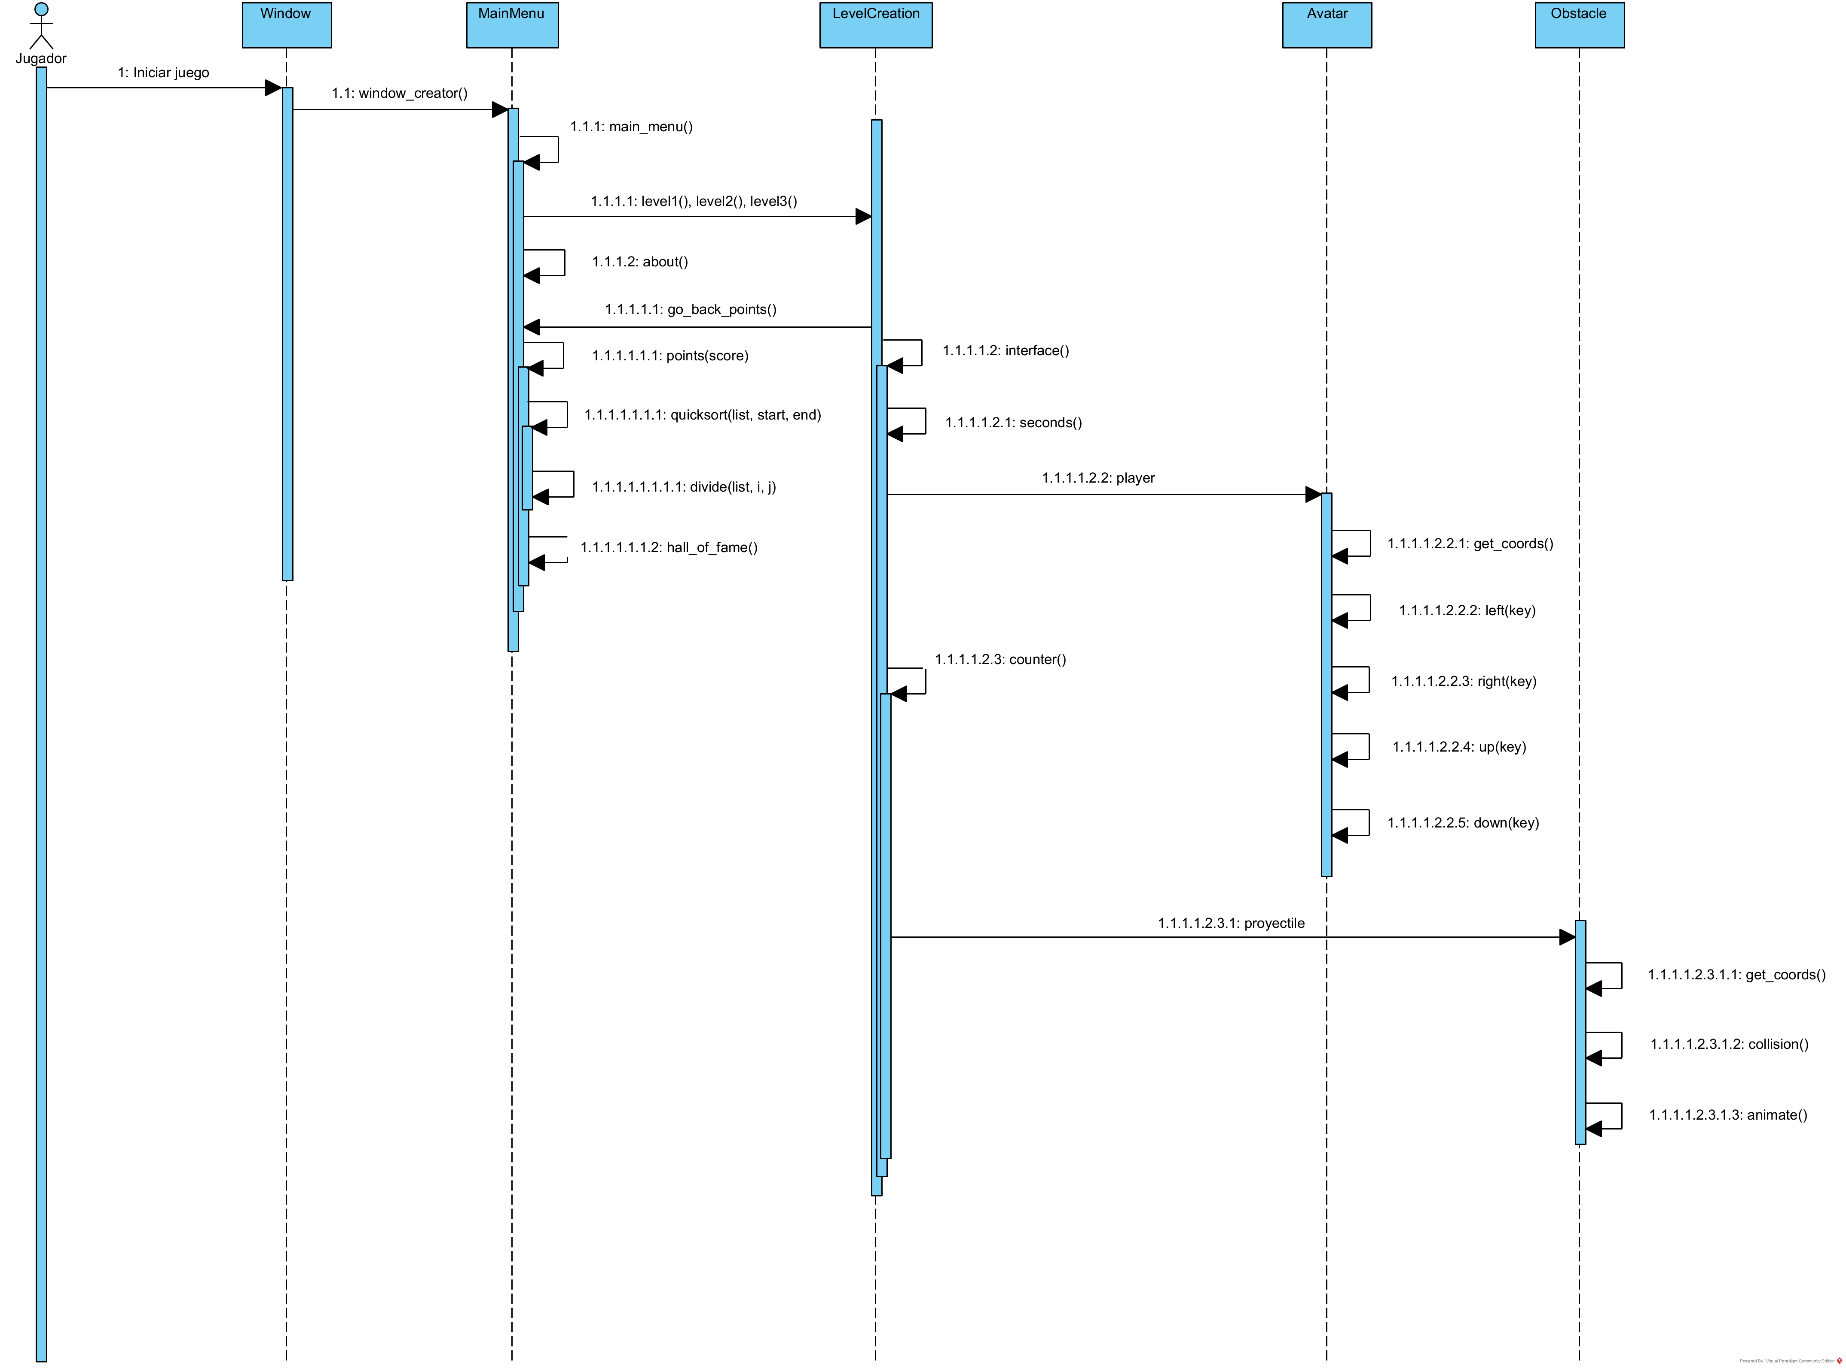 Jugador
Window
MainMenu
LevelCreation
Avatar
Obstacle
1: Iniciar juego
1.1: window_creator()
1.1.1: main_menu()
1.1.1.1: level1(), level2(), level3()
1.1.1.2: about()
1.1.1.1.1: go_back_points()
1.1.1.1.2: interface()
1.1.1.1.1.1: points(score)
1.1.1.1.1.1.1: quicksort(list, start, end)
1.1.1.1.2.1: seconds()
1.1.1.1.2.2: player
1.1.1.1.1.1.1.1: divide(list, i, j)
1.1.1.1.1.1.2: hall_of_fame()
1.1.1.1.2.2.1: get_coords()
1.1.1.1.2.2.2: left(key)
1.1.1.1.2.3: counter()
1.1.1.1.2.2.3: right(key)
1.1.1.1.2.2.4: up(key)
1.1.1.1.2.2.5: down(key)
1.1.1.1.2.3.1: proyectile
1.1.1.1.2.3.1.1: get_coords()
1.1.1.1.2.3.1.2: collision()
1.1.1.1.2.3.1.3: animate()
Powered By Visual Paradigm Community Edition